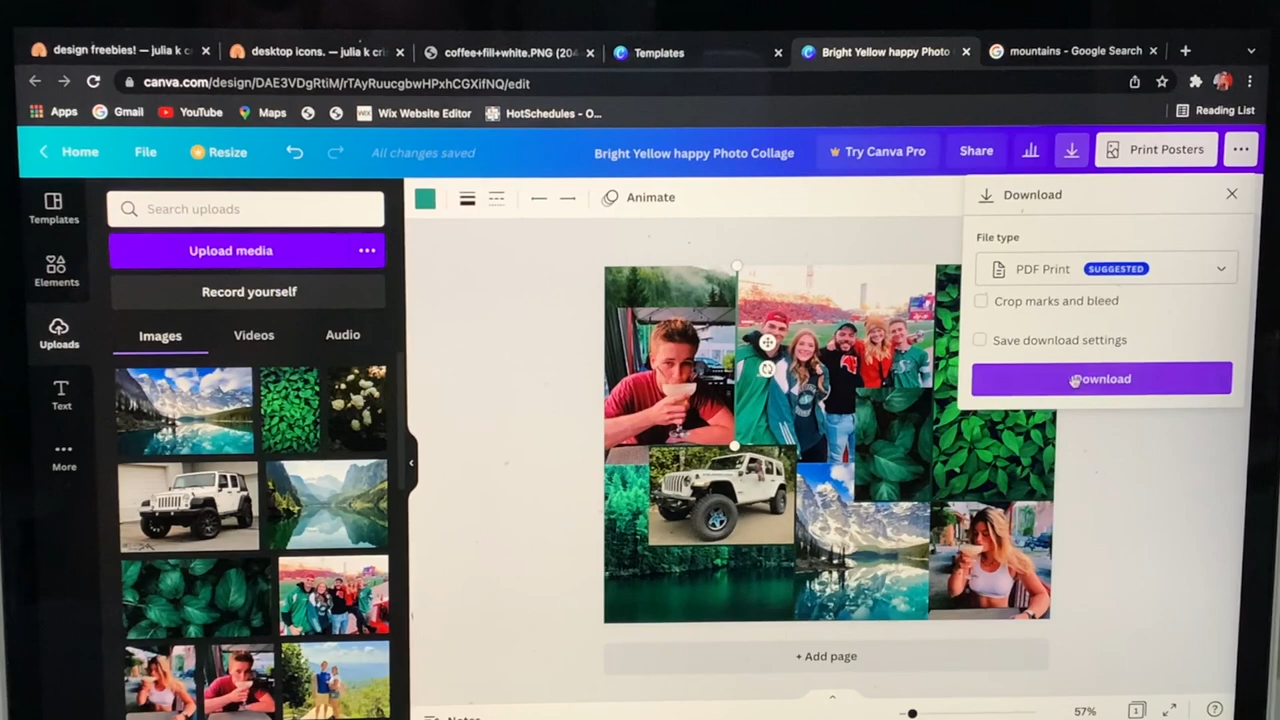 design freebies! — julia k c
desktop icons. — julia k cri
coffee+fill+white.PNG (204
Templates
Bright Yellow happy Photo
mountains - Google Search
canva.com/design/DAE3VDgRtiM/rTAyRuucgbwHPxhCGXifNQ/edit
Apps
Gmail
YouTube
Maps
WIX
Wix Website Editor
HotSchedules - O...
Reading List
Home
File
Resize
All changes saved
Bright Yellow happy Photo Collage
Try Canva Pro
Share
Print Posters
Templates
Elements
Uploads
Text
More
Search uploads
Upload media
Record yourself
Images
Videos
Audio
Animate
Download
File type
PDF Print
SUGGESTED
Crop marks and bleed
Save download settings
Download
+ Add page
Notes
57%
1